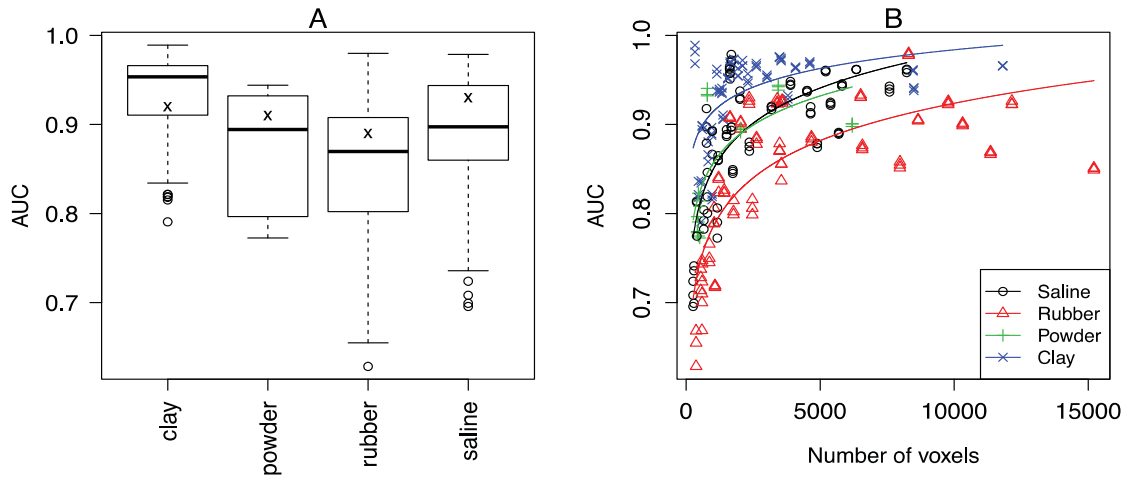 A
B
1.0
0.9
0.8
0.7
AUC
clay
powder
rubber
saline
x
x
x
x
1.0
0.9
0.8
0.7
AUC
Saline
Rubber
Powder
Clay
0
5000
10000
15000
Number of voxels